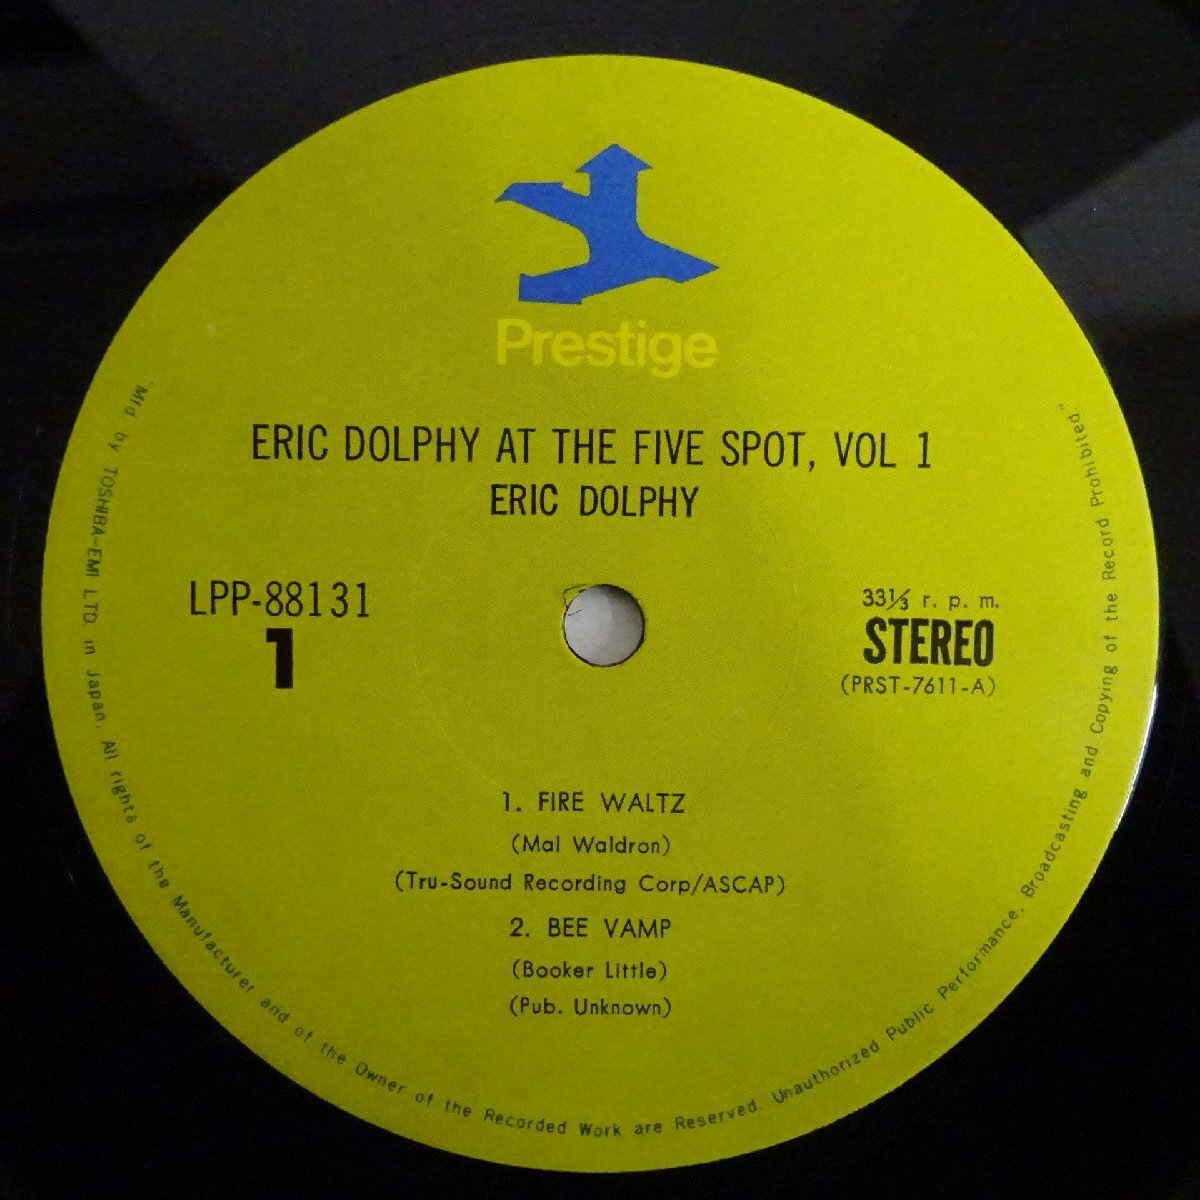 Prestige
ERIC DOLPHY AT THE FIVE SPOT, VOL 1
ERIC DOLPHY
LPP-88131
1
33⅓ r. p. m.
STEREO
(PRST-7611-A)
1. FIRE WALTZ
(Mal Waldron)
(Tru-Sound Recording Corp/ASCAP)
2. BEE VAMP
(Booker Little)
(Pub. Unknown)
"Mfd by TOSHIBA-EMI LTD. in Japan. All rights of the Manufacturer and of the Owner of the Recorded Work are Reserved. Unauthorized Public Performance, Broadcasting and Copying of the Record Prohibited."